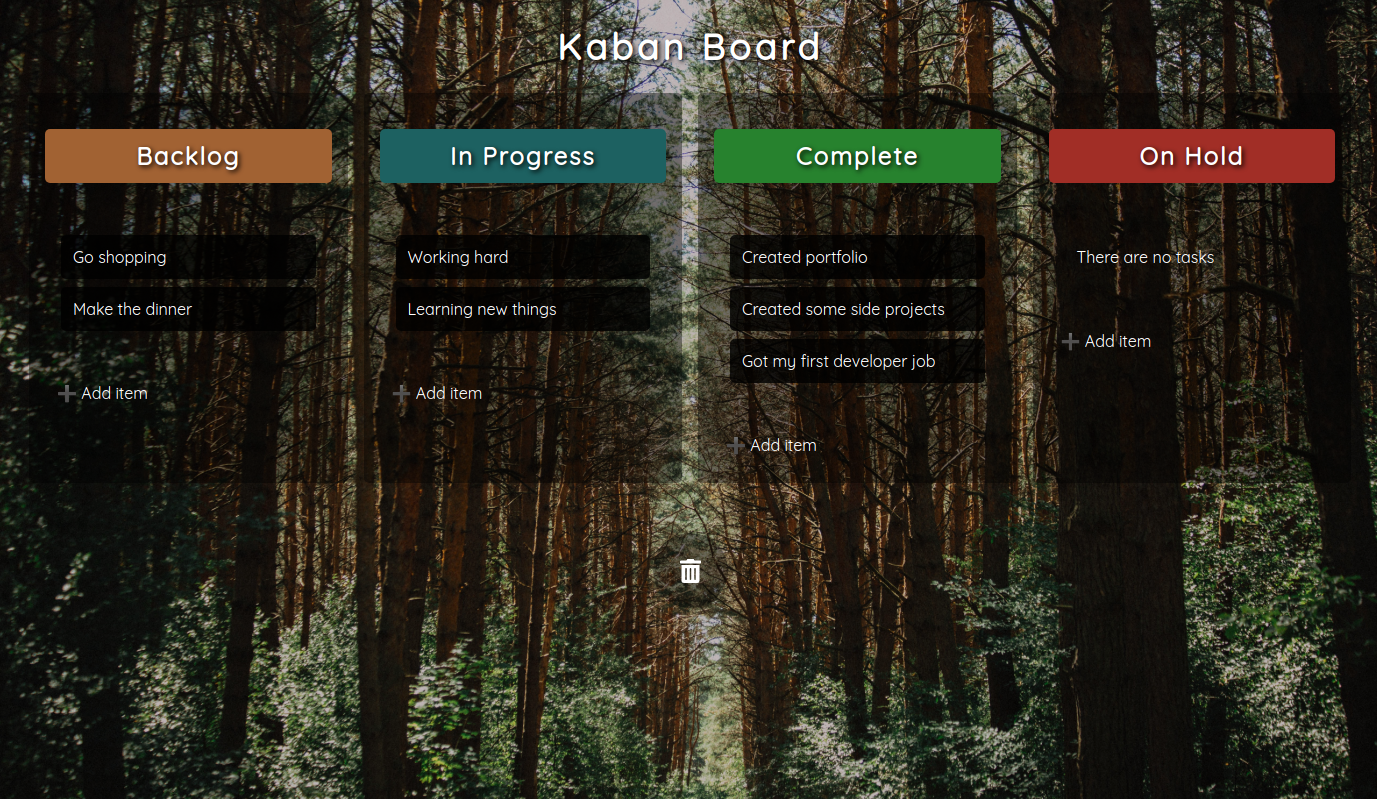 Kaban Board
Backlog
Go shopping
Make the dinner
Add item
In Progress
Working hard
Learning new things
Add item
Complete
Created portfolio
Created some side projects
Got my first developer job
Add item
On Hold
There are no tasks
Add item